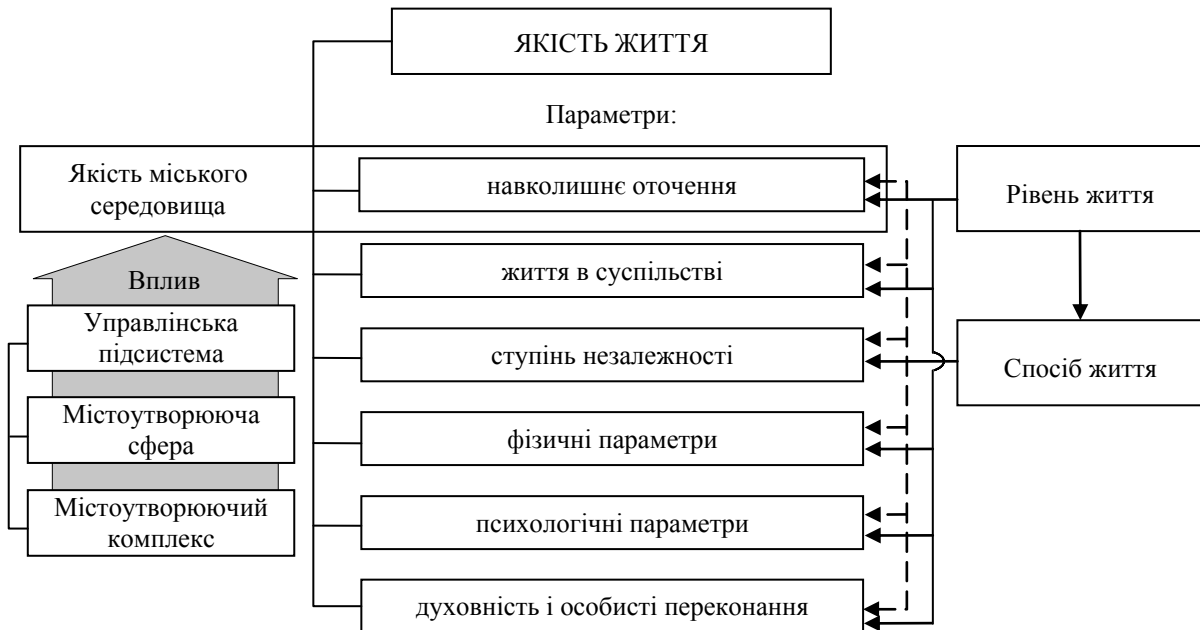 ЯКІСТЬ ЖИТТЯ
Параметри:
Якість міського
середовища
навколишнє оточення
Рівень життя
Вплив
життя в суспільстві
Управлінська
підсистема
ступінь незалежності
Спосіб життя
Містоутворююча
сфера
фізичні параметри
Містоутворюючий
комплекс
психологічні параметри
духовність і особисті переконання